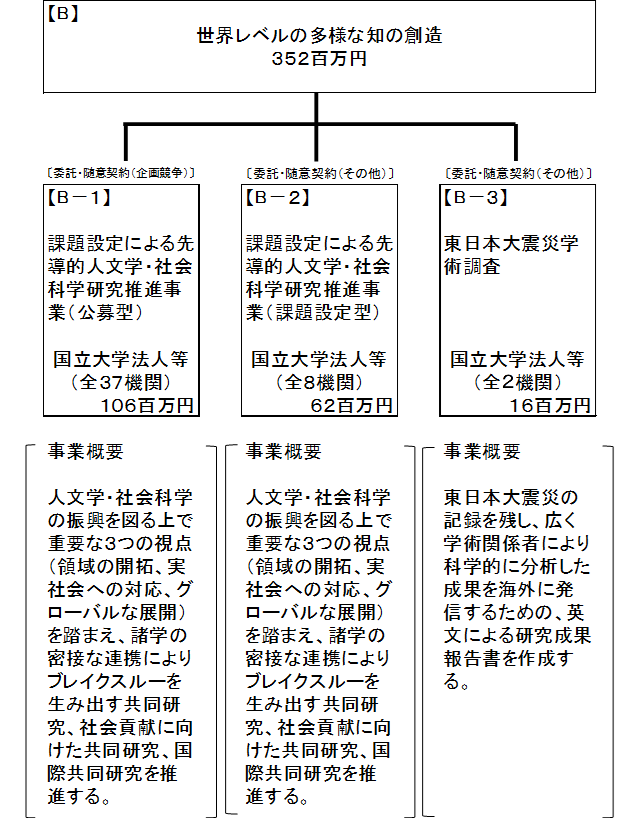 【B】
世界レベルの多様な知の創造
352百万円
〔委託・随意契約(企画競争)〕
【B-1】
課題設定による先
導的人文学・社会
科学研究推進事
業(公募型)
国立大学法人等
(全37機関)
106百万円
〔委託・随意契約(その他)〕
【B-2】
課題設定による先
導的人文学・社会
科学研究推進事
業(課題設定型)
国立大学法人等
(全8機関)
62百万円
〔委託・随意契約(その他)〕
【B-3】
東日本大震災学
術調査
国立大学法人等
(全2機関)
16百万円
事業概要
人文学・社会科学
の振興を図る上で
重要な3つの視点
(領域の開拓、実
社会への対応、グ
ローバルな展開)
を踏まえ、諸学の
密接な連携により
ブレイクスルーを
生み出す共同研
究、社会貢献に向
けた共同研究、国
際共同研究を推
進する。
事業概要
人文学・社会科学
の振興を図る上で
重要な3つの視点
(領域の開拓、実
社会への対応、グ
ローバルな展開)
を踏まえ、諸学の
密接な連携により
ブレイクスルーを
生み出す共同研
究、社会貢献に向
けた共同研究、国
際共同研究を推
進する。
事業概要
東日本大震災の
記録を残し、広く
学術関係者により
科学的に分析した
成果を海外に発
信するための、英
文による研究成果
報告書を作成す
る。